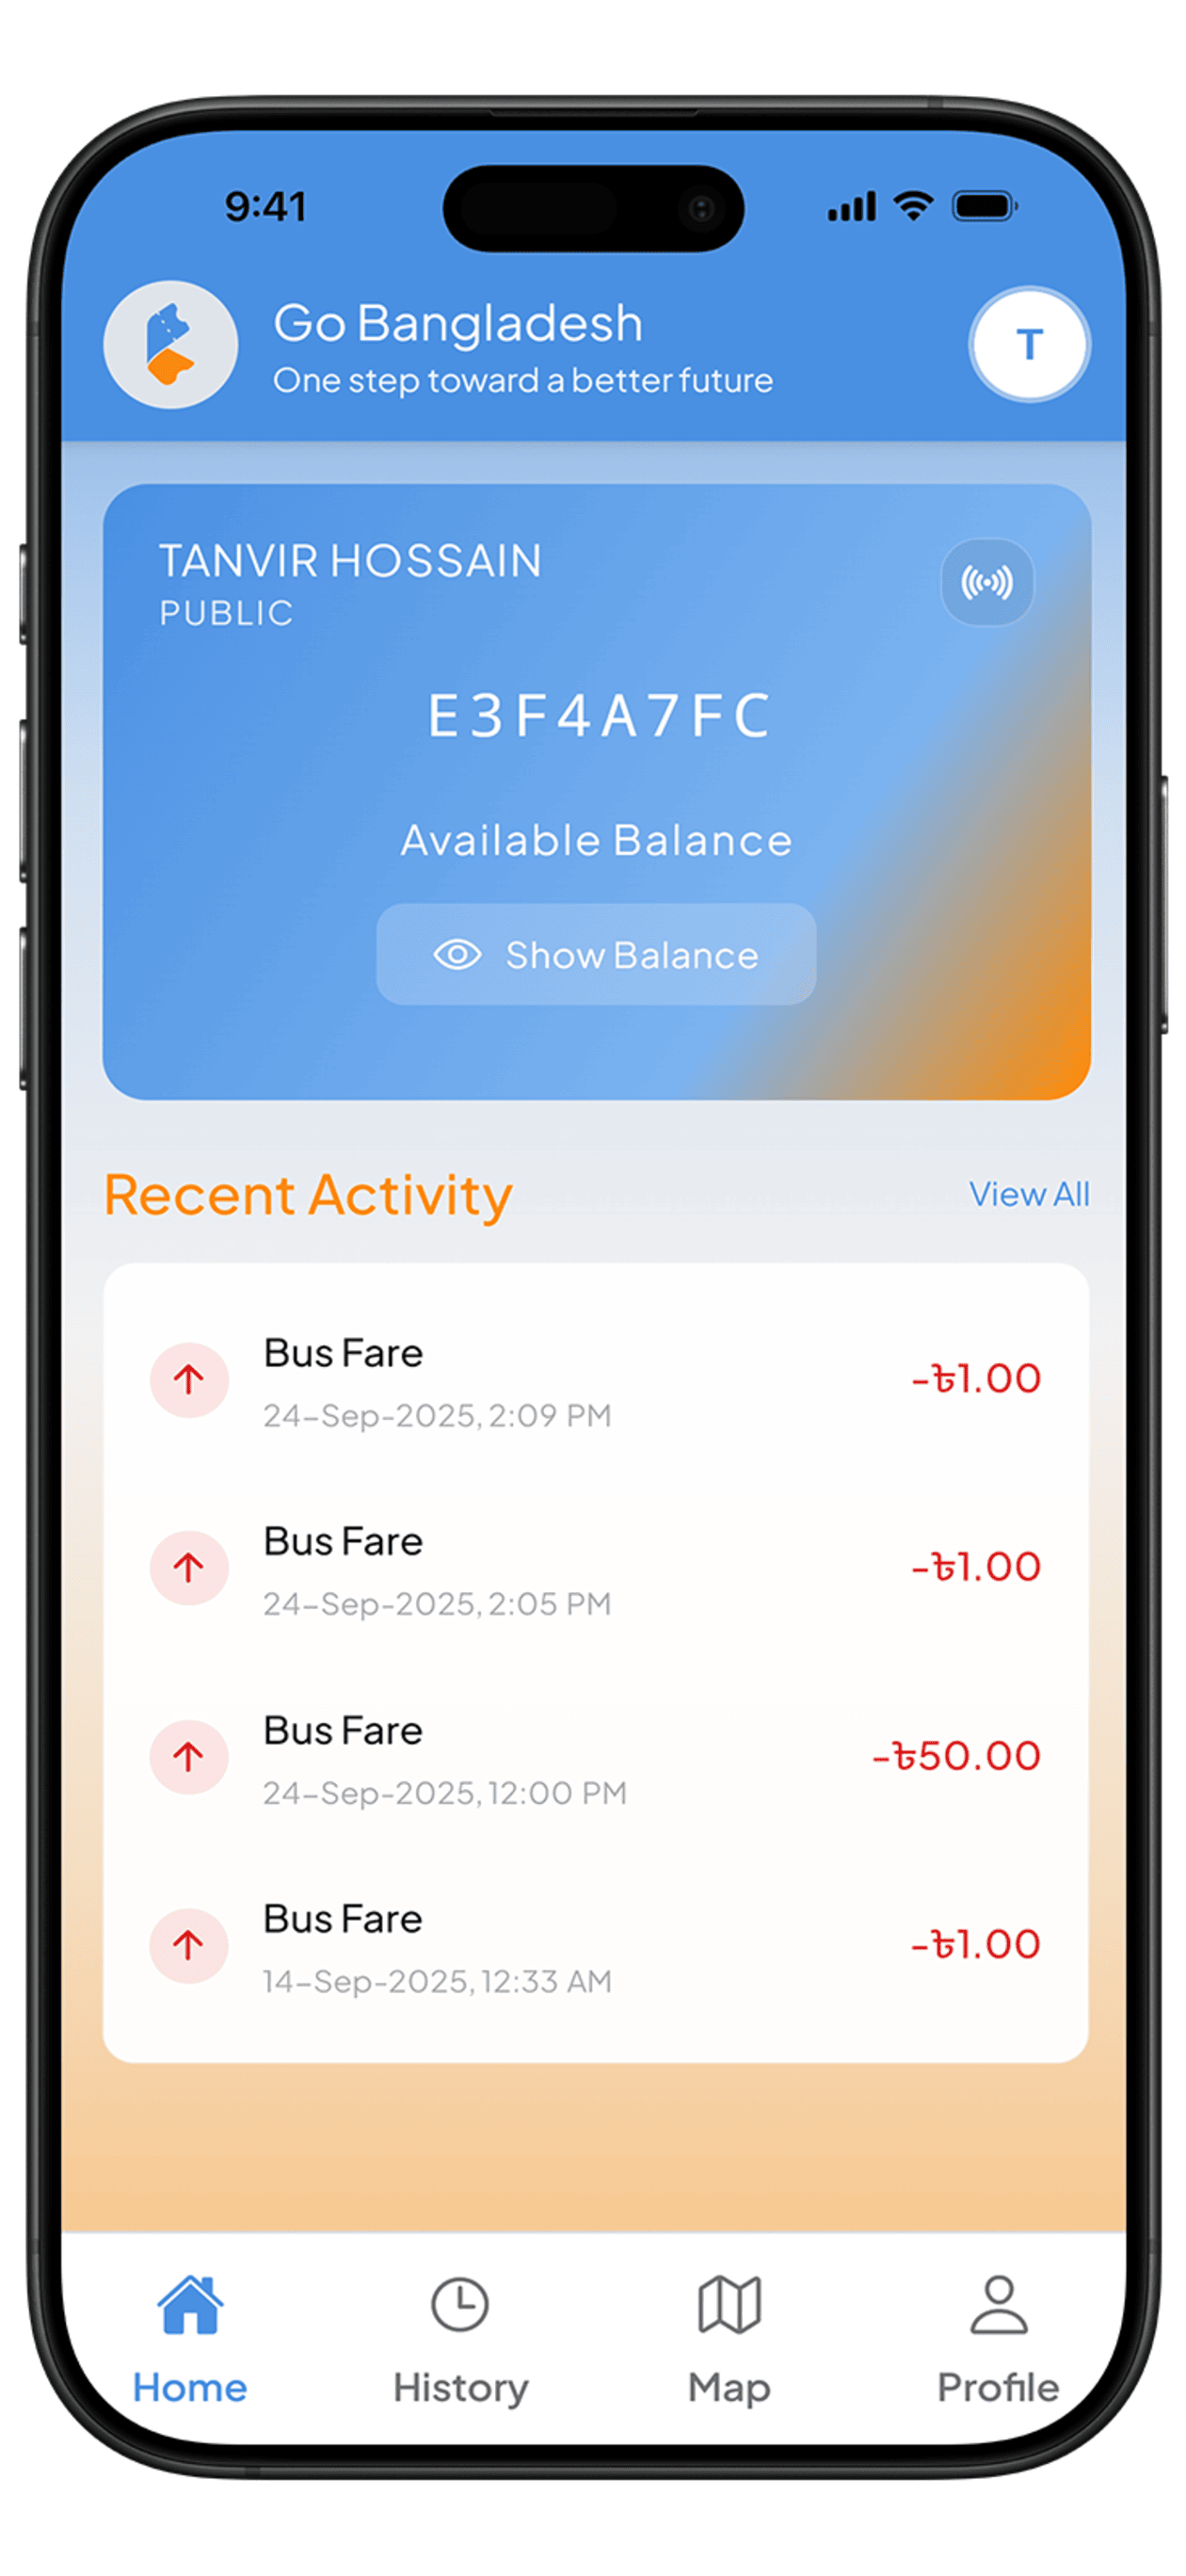 9:41
Go Bangladesh
One step toward a better future
T
TANVIR HOSSAIN
PUBLIC
E3F4A7FC
Available Balance
Show Balance
Recent Activity
View All
Bus Fare
-৳1.00
24-Sep-2025, 2:09 PM
Bus Fare
-৳1.00
24-Sep-2025, 2:05 PM
Bus Fare
-৳50.00
24-Sep-2025, 12:00 PM
Bus Fare
-৳1.00
14-Sep-2025, 12:33 AM
Home
History
Map
Profile